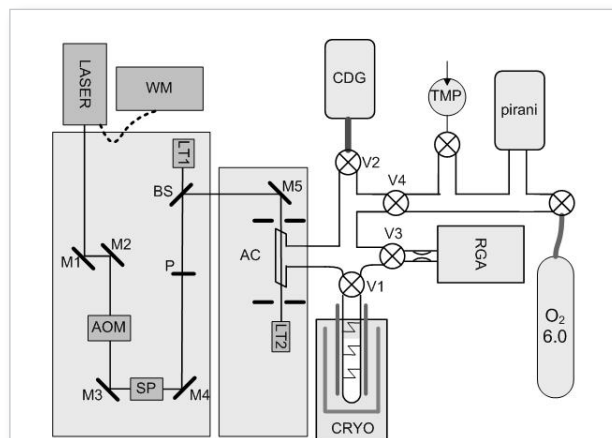 LASER
WM
CDG
TMP
pirani
LT1
V2
BS
M5
V4
M2
M1
AC
V3
RGA
P
V1
AOM
LT2
O2
6.0
M3
SP
M4
CRYO